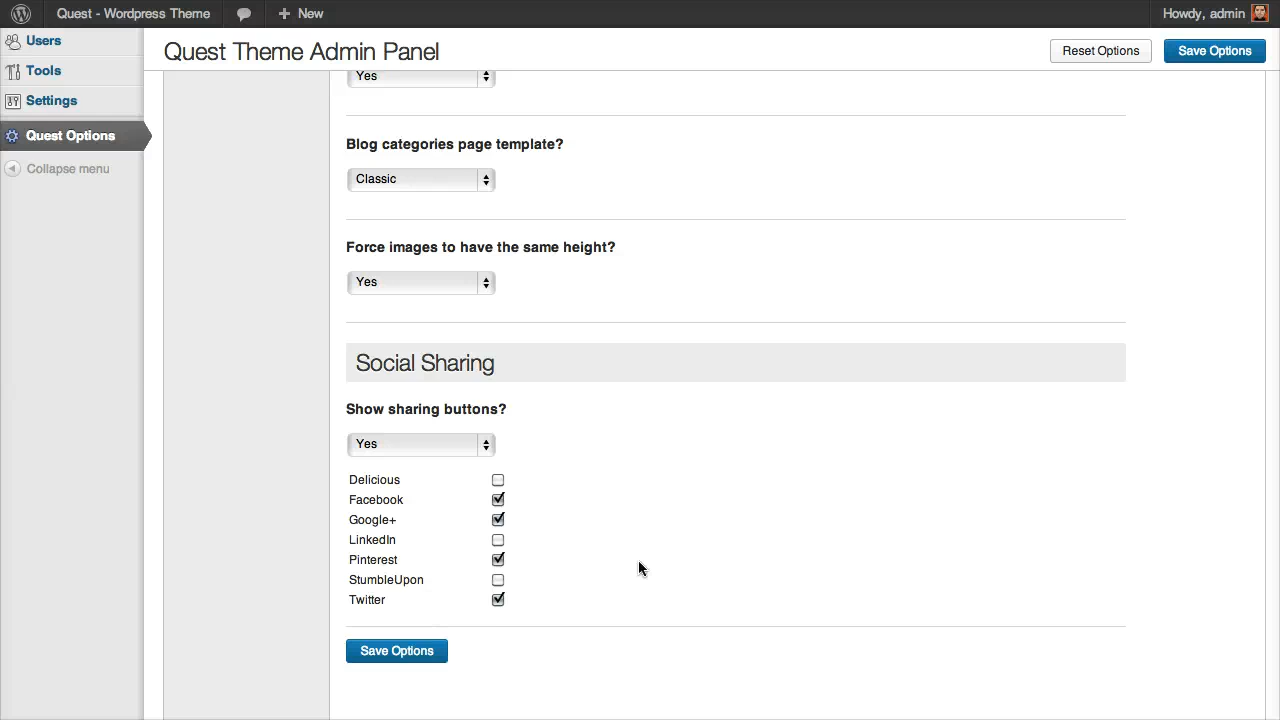 Quest - Wordpress Theme
New
Howdy, admin
Users
Tools
Settings
Quest Options
Collapse menu
Quest Theme Admin Panel
Reset Options
Save Options
Yes
Blog categories page template?
Classic
Force images to have the same height?
Yes
Social Sharing
Show sharing buttons?
Yes
Delicious
Facebook
Google+
LinkedIn
Pinterest
StumbleUpon
Twitter
Save Options